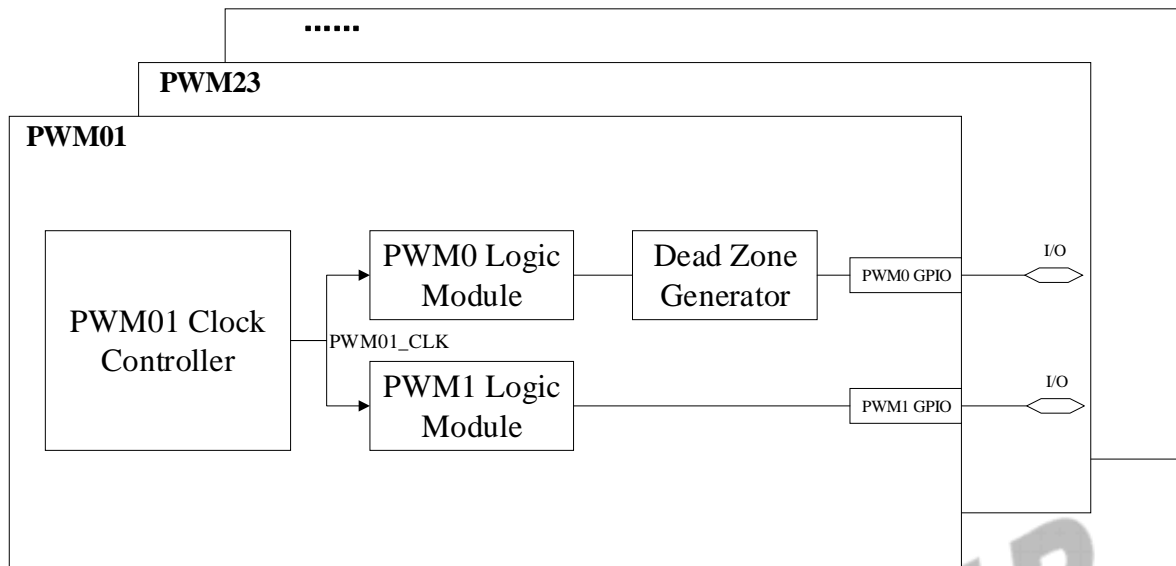 ......
PWM23
PWM01
PWM01 Clock
Controller
PWM0 Logic
Module
Dead Zone
Generator
PWM0 GPIO
I/O
PWM01_CLK
PWM1 Logic
Module
PWM1 GPIO
I/O